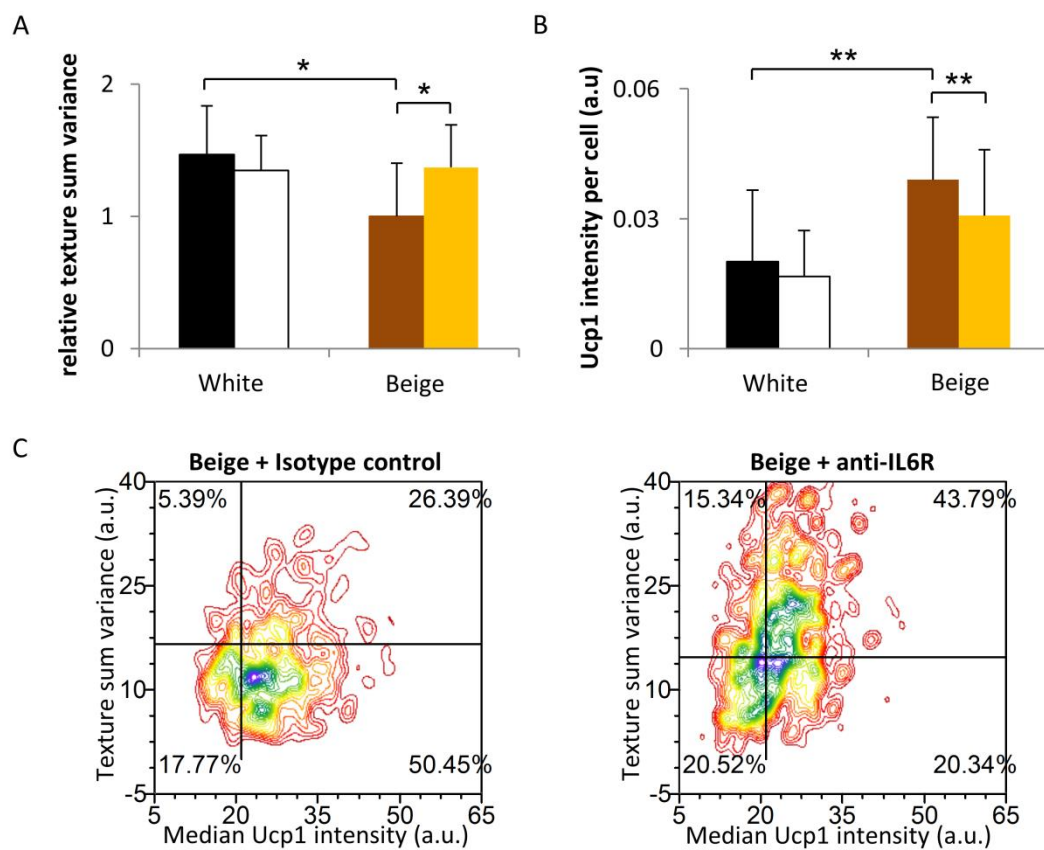 A
relative texture sum variance
2
1
0
*
*
White
Beige
B
Ucp1 intensity per cell (a.u)
0.06
0.03
0
**
**
White
Beige
C
Beige + Isotype control
Texture sum variance (a.u.)
40
25
10
-5
5.39%
26.39%
17.77%
50.45%
5 20 35 50 65
Median Ucp1 intensity (a.u.)
Beige + anti-IL6R
Texture sum variance (a.u.)
40
25
10
-5
15.34%
43.79%
20.52%
20.34%
5 20 35 50 65
Median Ucp1 intensity (a.u.)